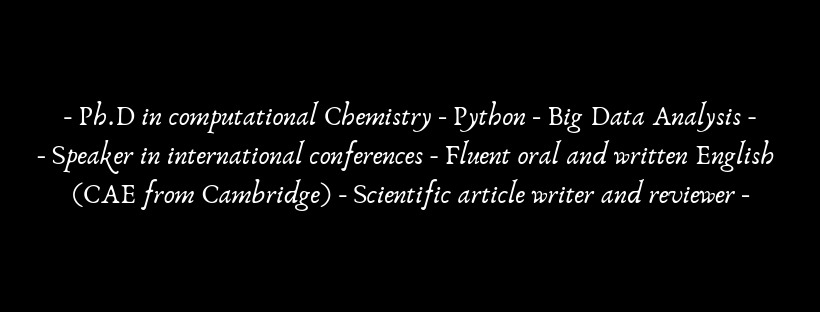 - Ph.D in computational Chemistry - Python - Big Data Analysis -
- Speaker in international conferences - Fluent oral and written English
(CAE from Cambridge) - Scientific article writer and reviewer -